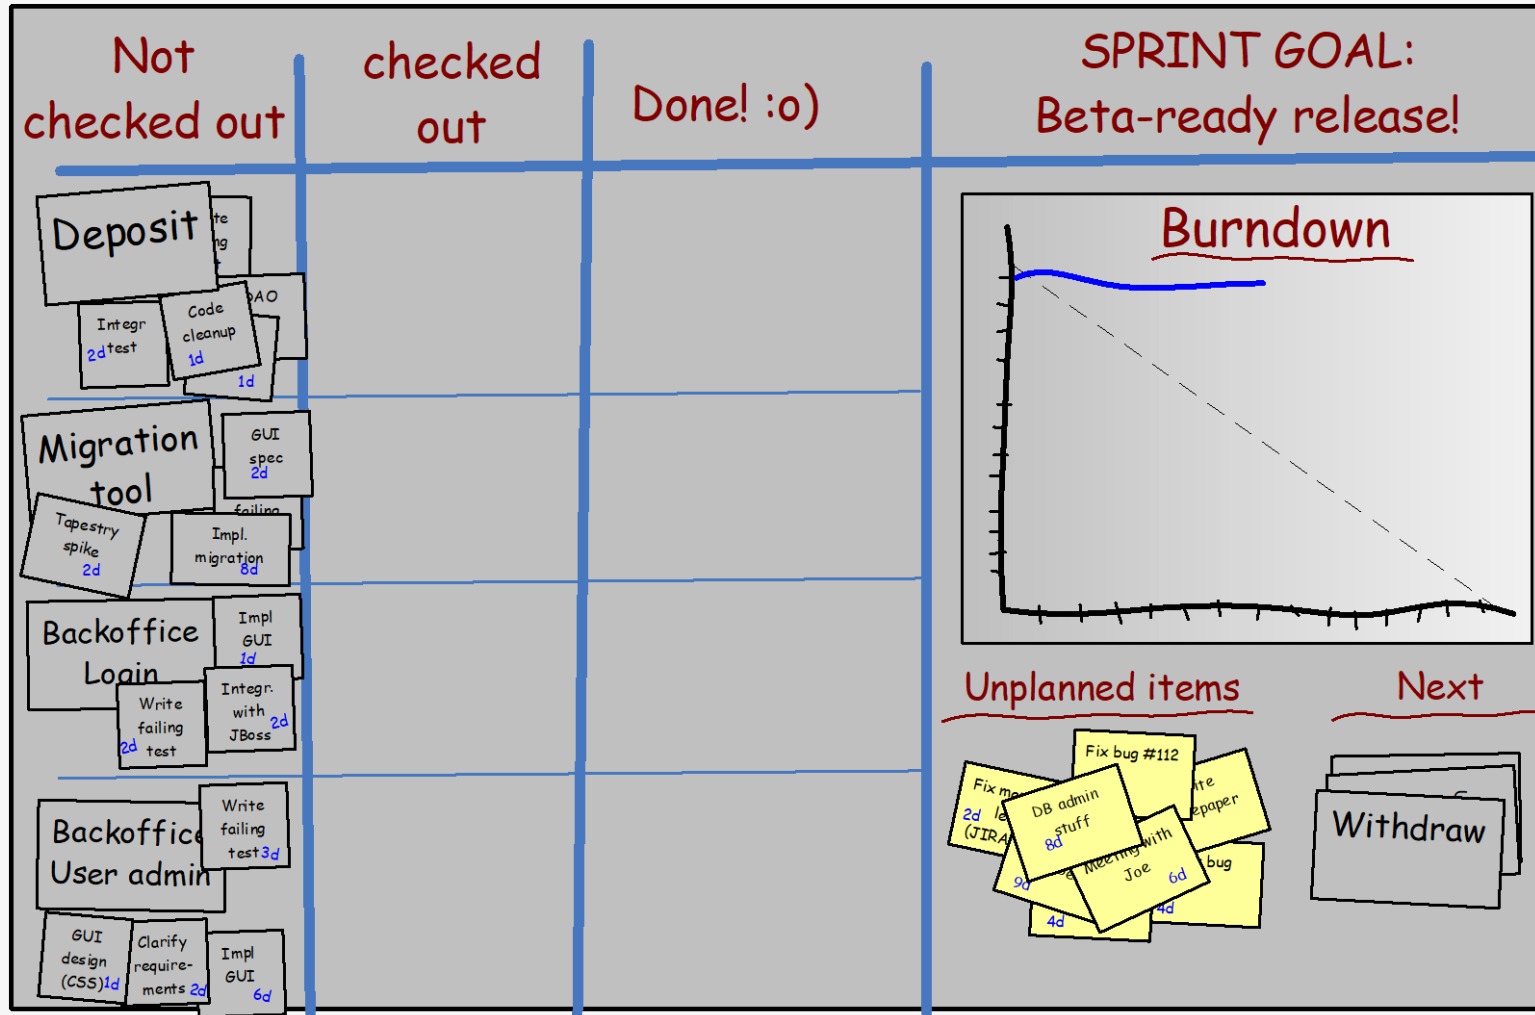 Not
checked out
checked
out
Done! :o)
SPRINT GOAL:
Beta-ready release!
Deposit
Integr
test
2d
Code
cleanup
1d
DAO
1d
Migration
tool
GUI
spec
2d
failing
Tapestry
spike
2d
Impl.
migration
8d
Backoffice
Login
Impl
GUI
1d
Write
failing
test
2d
Integr.
with
JBoss
2d
Backoffice
User admin
Write
failing
test 3d
GUI
design
(CSS) 1d
Clarify
require-
ments 2d
Impl
GUI
6d
Burndown
Unplanned items
Fix bug #112
2d
(JIRA
DB admin
stuff
8d
Meeting with
Joe
6d
bug
4d
9d
4d
Next
Withdraw